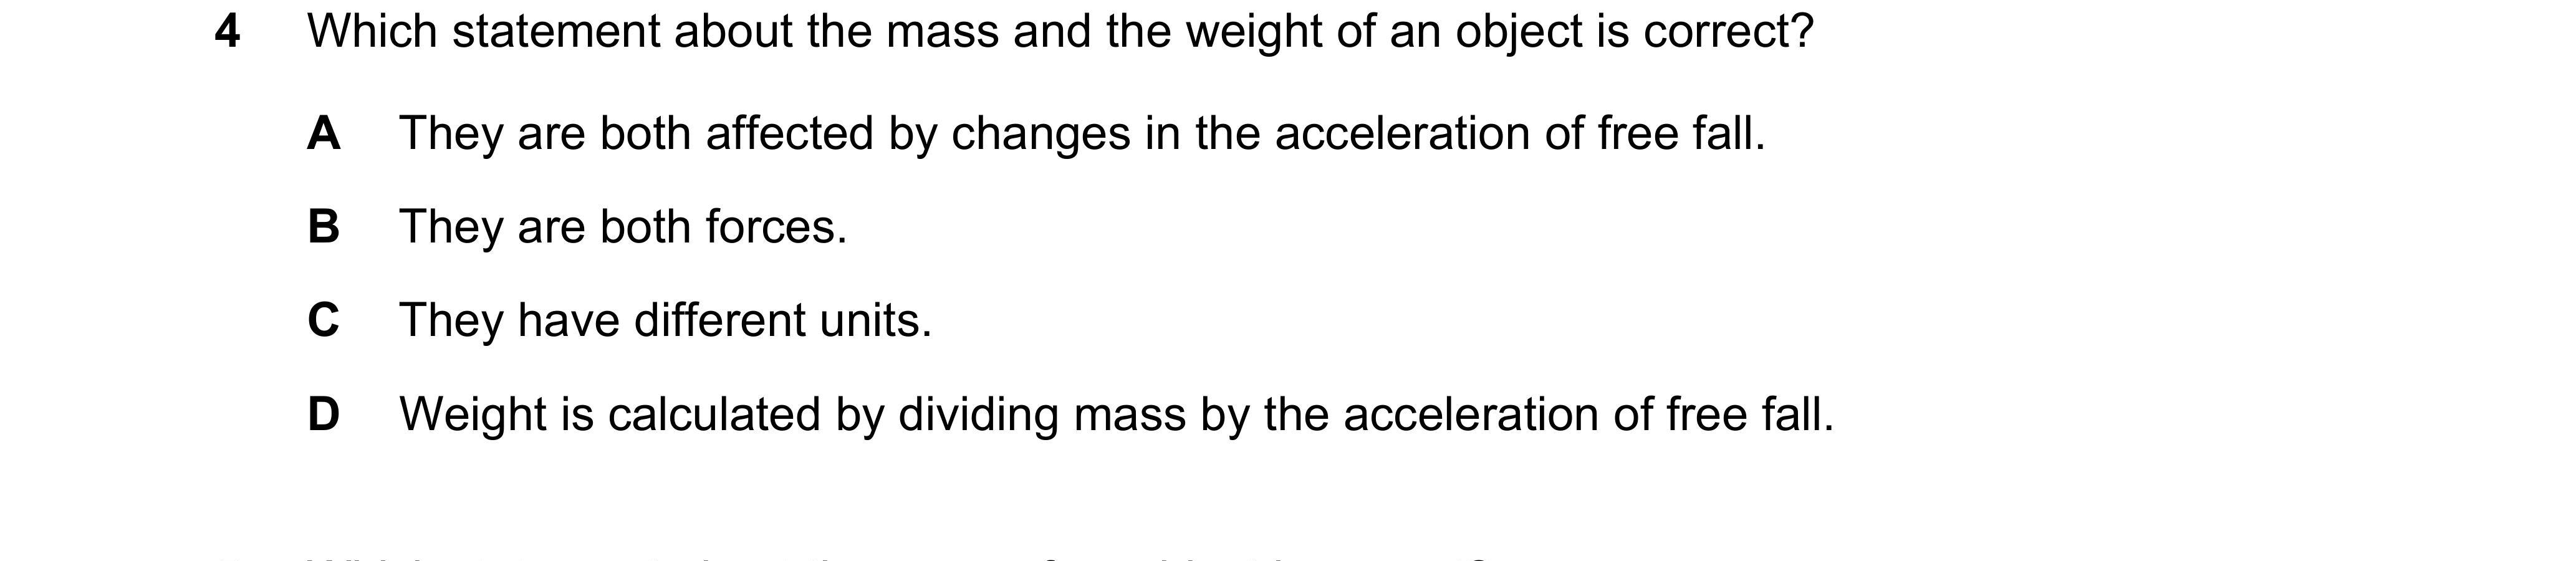 4 Which statement about the mass and the weight of an object is correct?
A They are both affected by changes in the acceleration of free fall.
B They are both forces.
C They have different units.
D Weight is calculated by dividing mass by the acceleration of free fall.